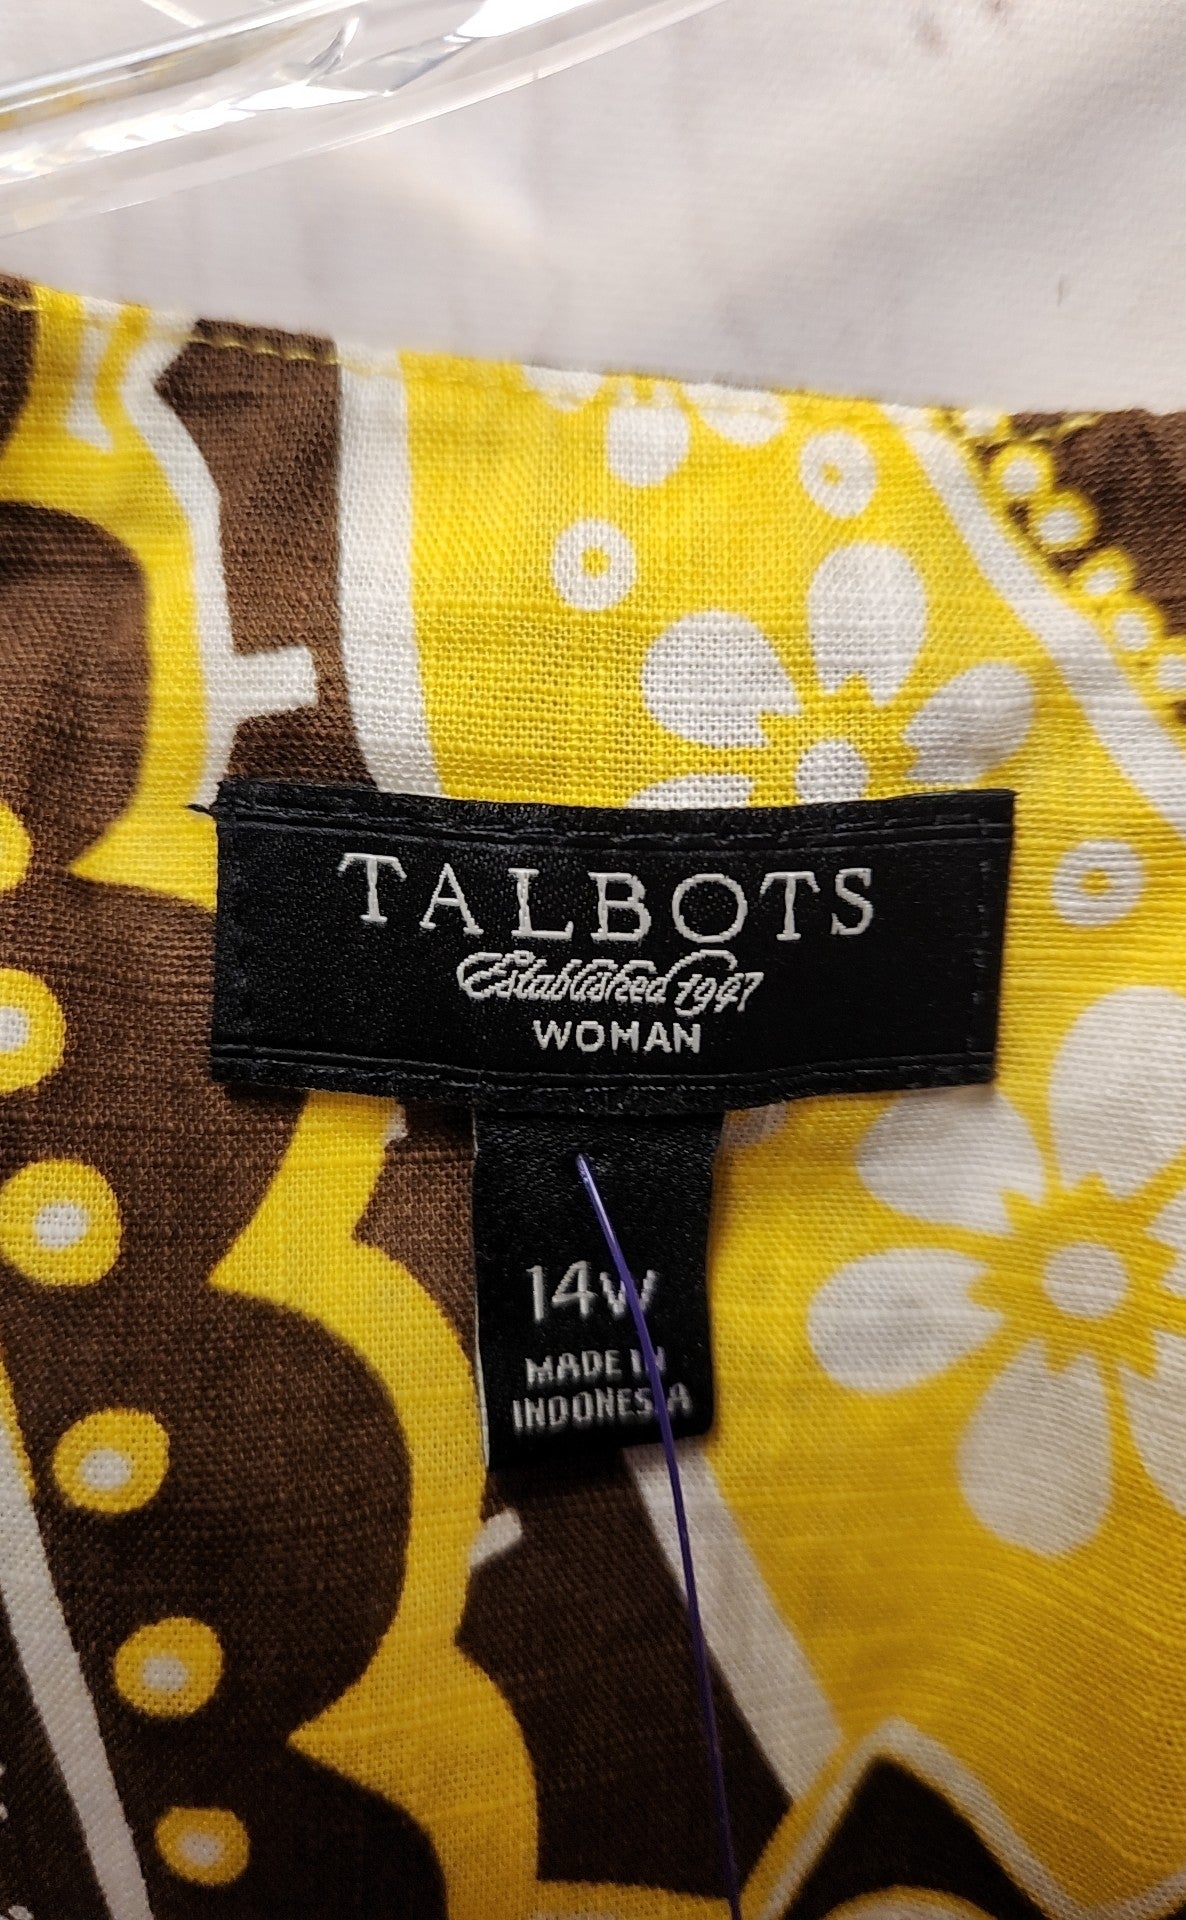 TALBOTS
Established 1947
WOMAN
14W
MADE IN
INDONESIA